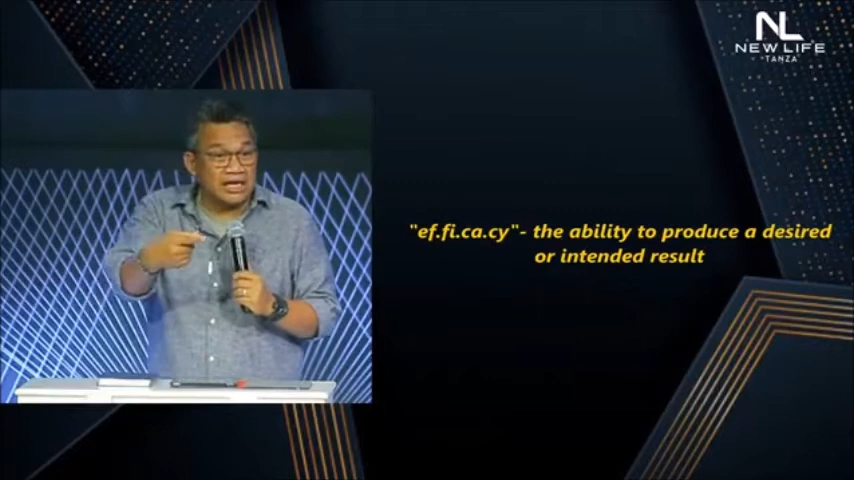 NL
NEW LIFE
TANZA
"ef.fi.ca.cy"- the ability to produce a desired
or intended result